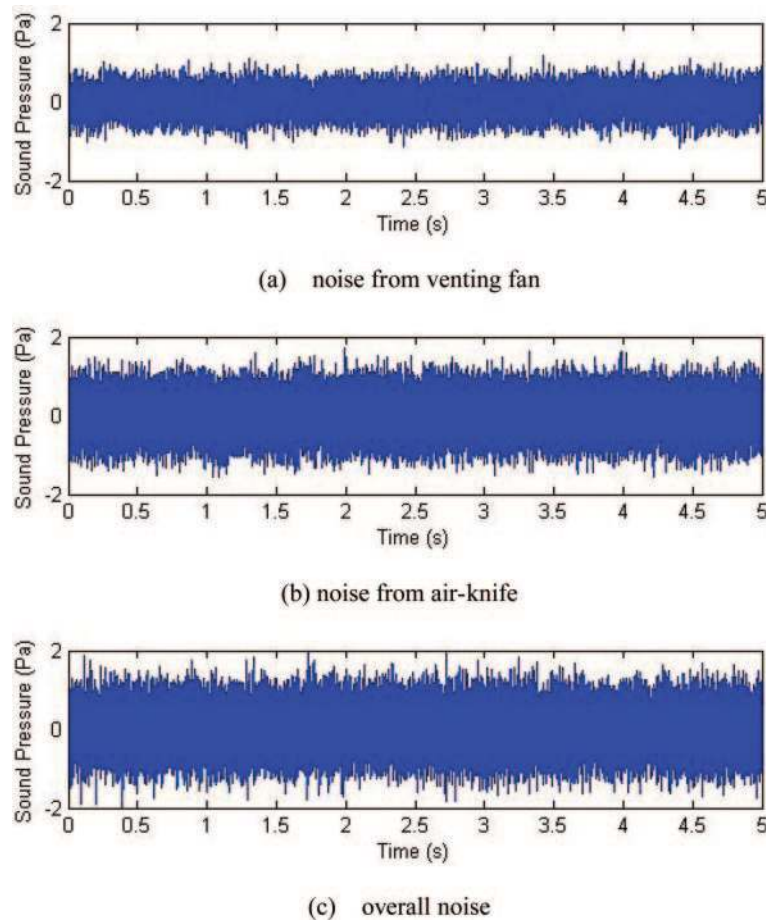 Sound Pressure (Pa)
2
0
-2
0 0.5 1 1.5 2 2.5 3 3.5 4 4.5 5
Time (s)
(a) noise from venting fan
Sound Pressure (Pa)
2
0
-2
0 0.5 1 1.5 2 2.5 3 3.5 4 4.5 5
Time (s)
(b) noise from air-knife
Sound Pressure (Pa)
2
0
-2
0 0.5 1 1.5 2 2.5 3 3.5 4 4.5 5
Time (s)
(c) overall noise